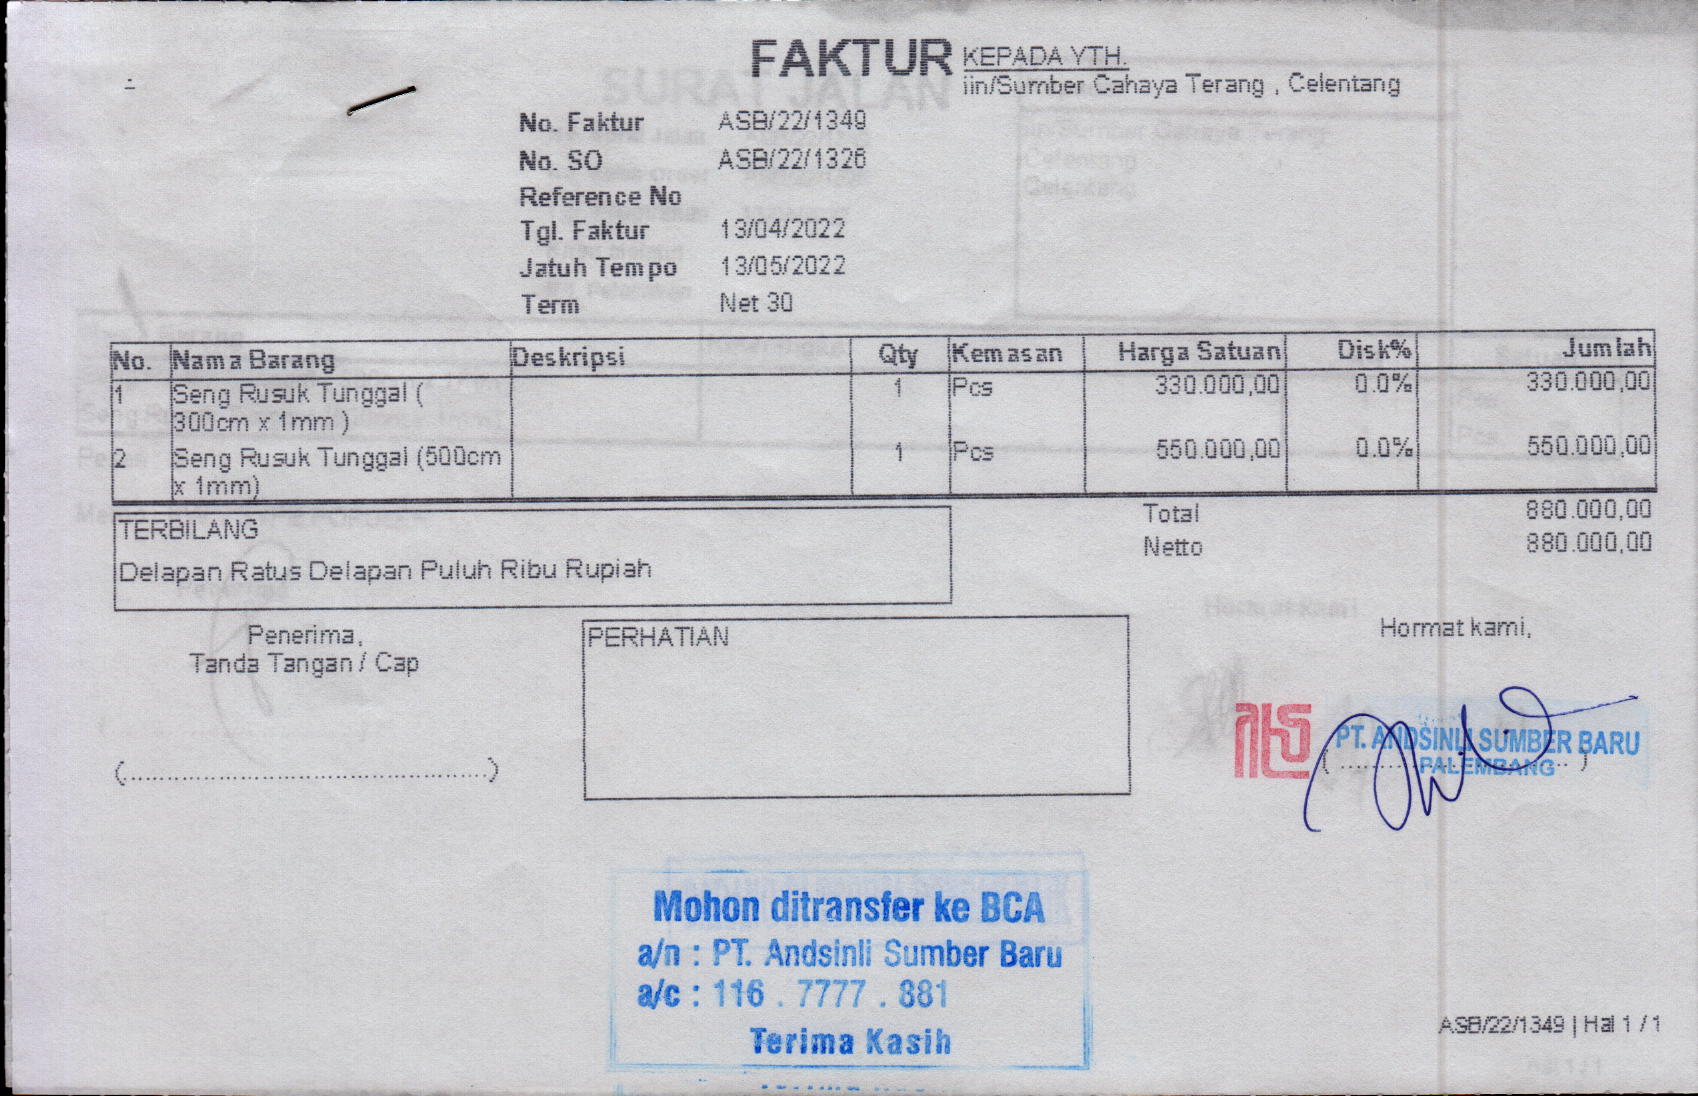 FAKTUR
KEPADA YTH.
iin/Sumber Cahaya Terang , Celentang
No. Faktur ASB/22/1349
No. SO ASB/22/1326
Reference No
Tgl. Faktur 13/04/2022
Jatuh Tempo 13/05/2022
Term Net 30
No. Nama Barang Deskripsi Qty Kemasan Harga Satuan Disk% Jumlah
1 Seng Rusuk Tunggal ( 1 Pcs 330.000,00 0.0% 330.000,00
300cm x 1mm )
2 Seng Rusuk Tunggal (500cm 1 Pcs 550.000,00 0.0% 550.000,00
x 1mm)
Total 880.000,00
Netto 880.000,00
TERBILANG
Delapan Ratus Delapan Puluh Ribu Rupiah
Penerima,
Tanda Tangan / Cap
(................................................)
PERHATIAN
Hormat kami,
PT. ANDSINLI SUMBER BARU
PALEMBANG
Mohon ditransfer ke BCA
a/n : PT. Andsinli Sumber Baru
a/c : 116 . 7777 . 881
Terima Kasih
ASB/22/1349 | Hal 1 / 1